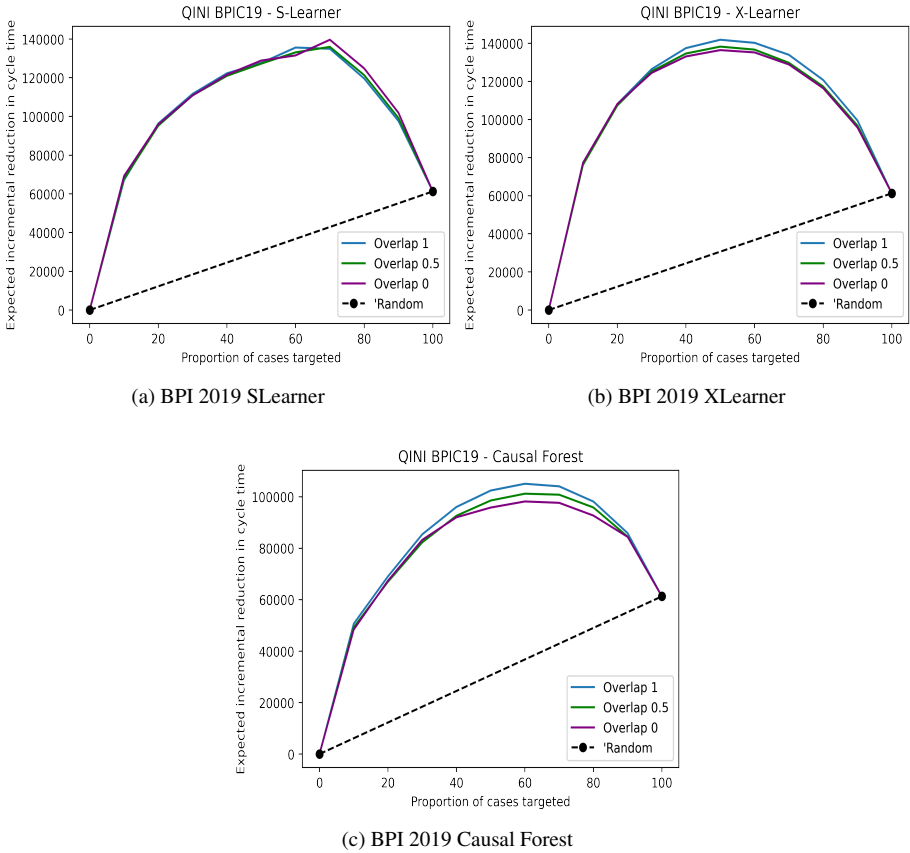 QINI BPIC19 - S-Learner
Expected incremental reduction in cycle time
140000
120000
100000
80000
60000
40000
20000
0
Overlap 1
Overlap 0.5
Overlap 0
'Random
0 20 40 60 80 100
Proportion of cases targeted
(a) BPI 2019 SLearner
QINI BPIC19 - X-Learner
Expected incremental reduction in cycle time
140000
120000
100000
80000
60000
40000
20000
0
Overlap 1
Overlap 0.5
Overlap 0
'Random
0 20 40 60 80 100
Proportion of cases targeted
(b) BPI 2019 XLearner
QINI BPIC19 - Causal Forest
Expected incremental reduction in cycle time
100000
80000
60000
40000
20000
0
Overlap 1
Overlap 0.5
Overlap 0
'Random
0 20 40 60 80 100
Proportion of cases targeted
(c) BPI 2019 Causal Forest